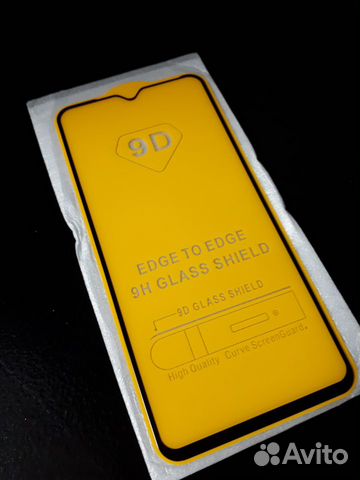 9D
EDGE TO EDGE
9H GLASS SHIELD
9D GLASS SHIELD
High Quality Curve ScreenGuard.
Avito